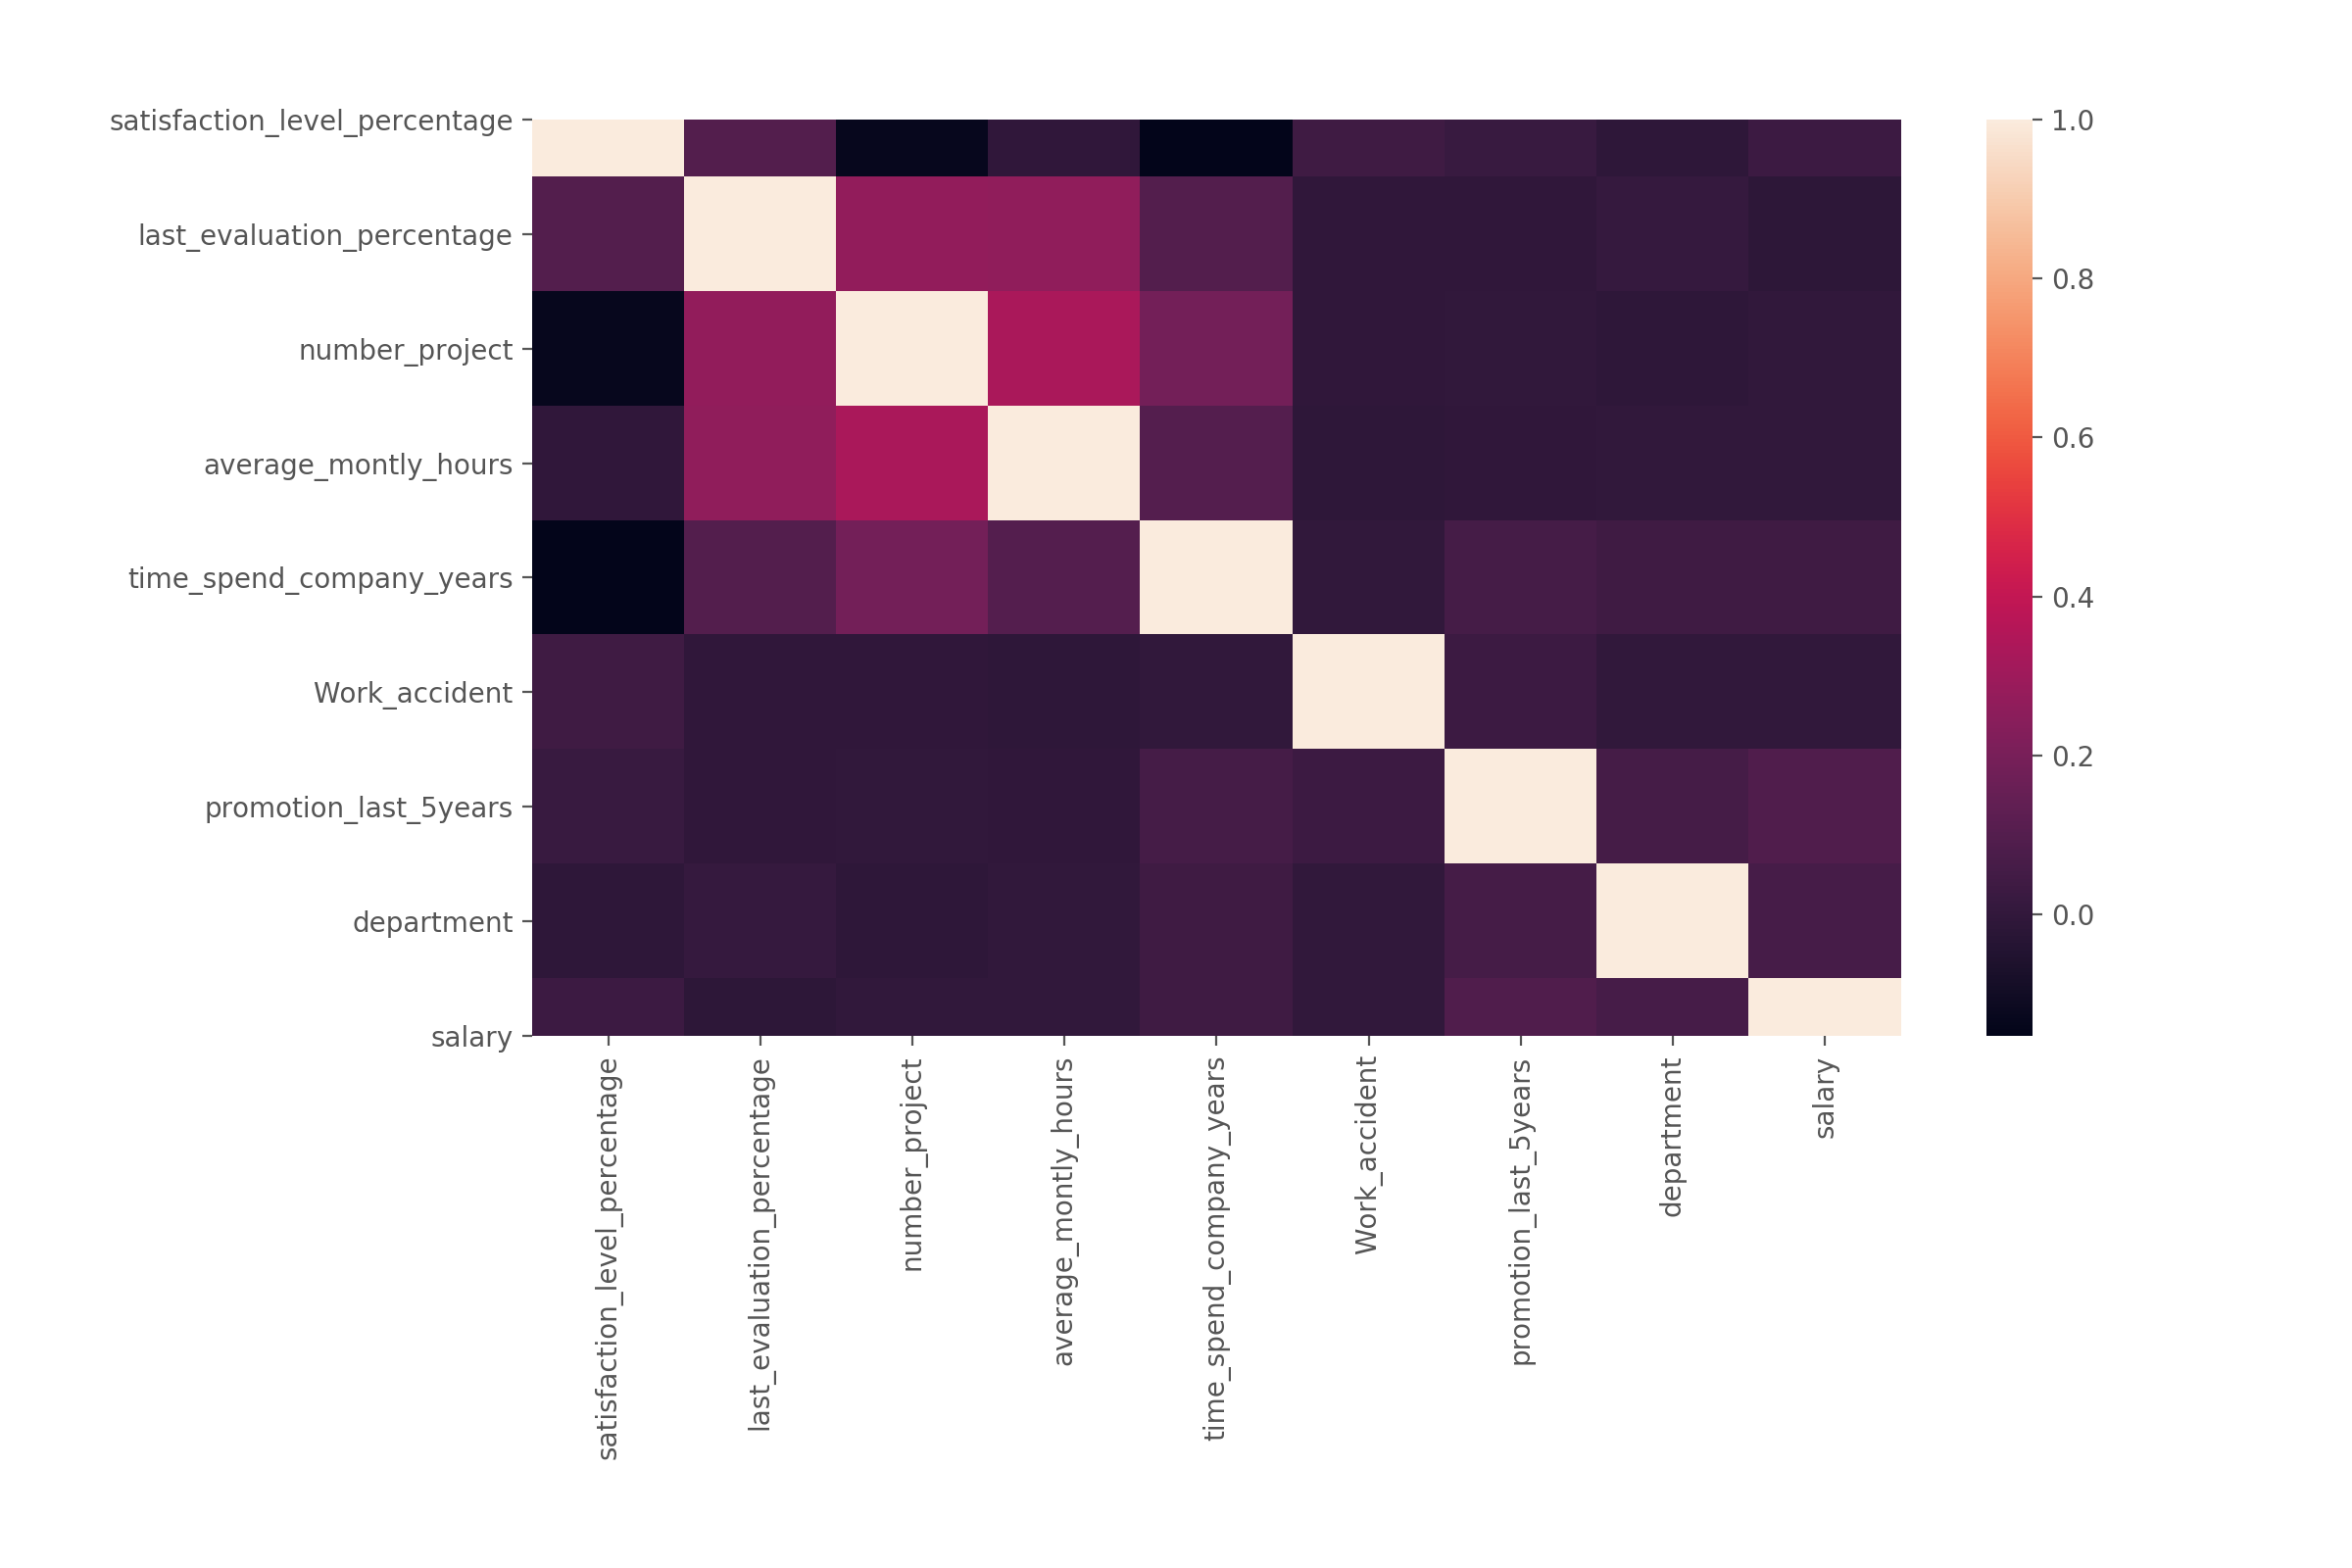 satisfaction_level_percentage
last_evaluation_percentage
number_project
average_montly_hours
time_spend_company_years
Work_accident
promotion_last_5years
department
salary
satisfaction_level_percentage
last_evaluation_percentage
number_project
average_montly_hours
time_spend_company_years
Work_accident
promotion_last_5years
department
salary
1.0
0.8
0.6
0.4
0.2
0.0